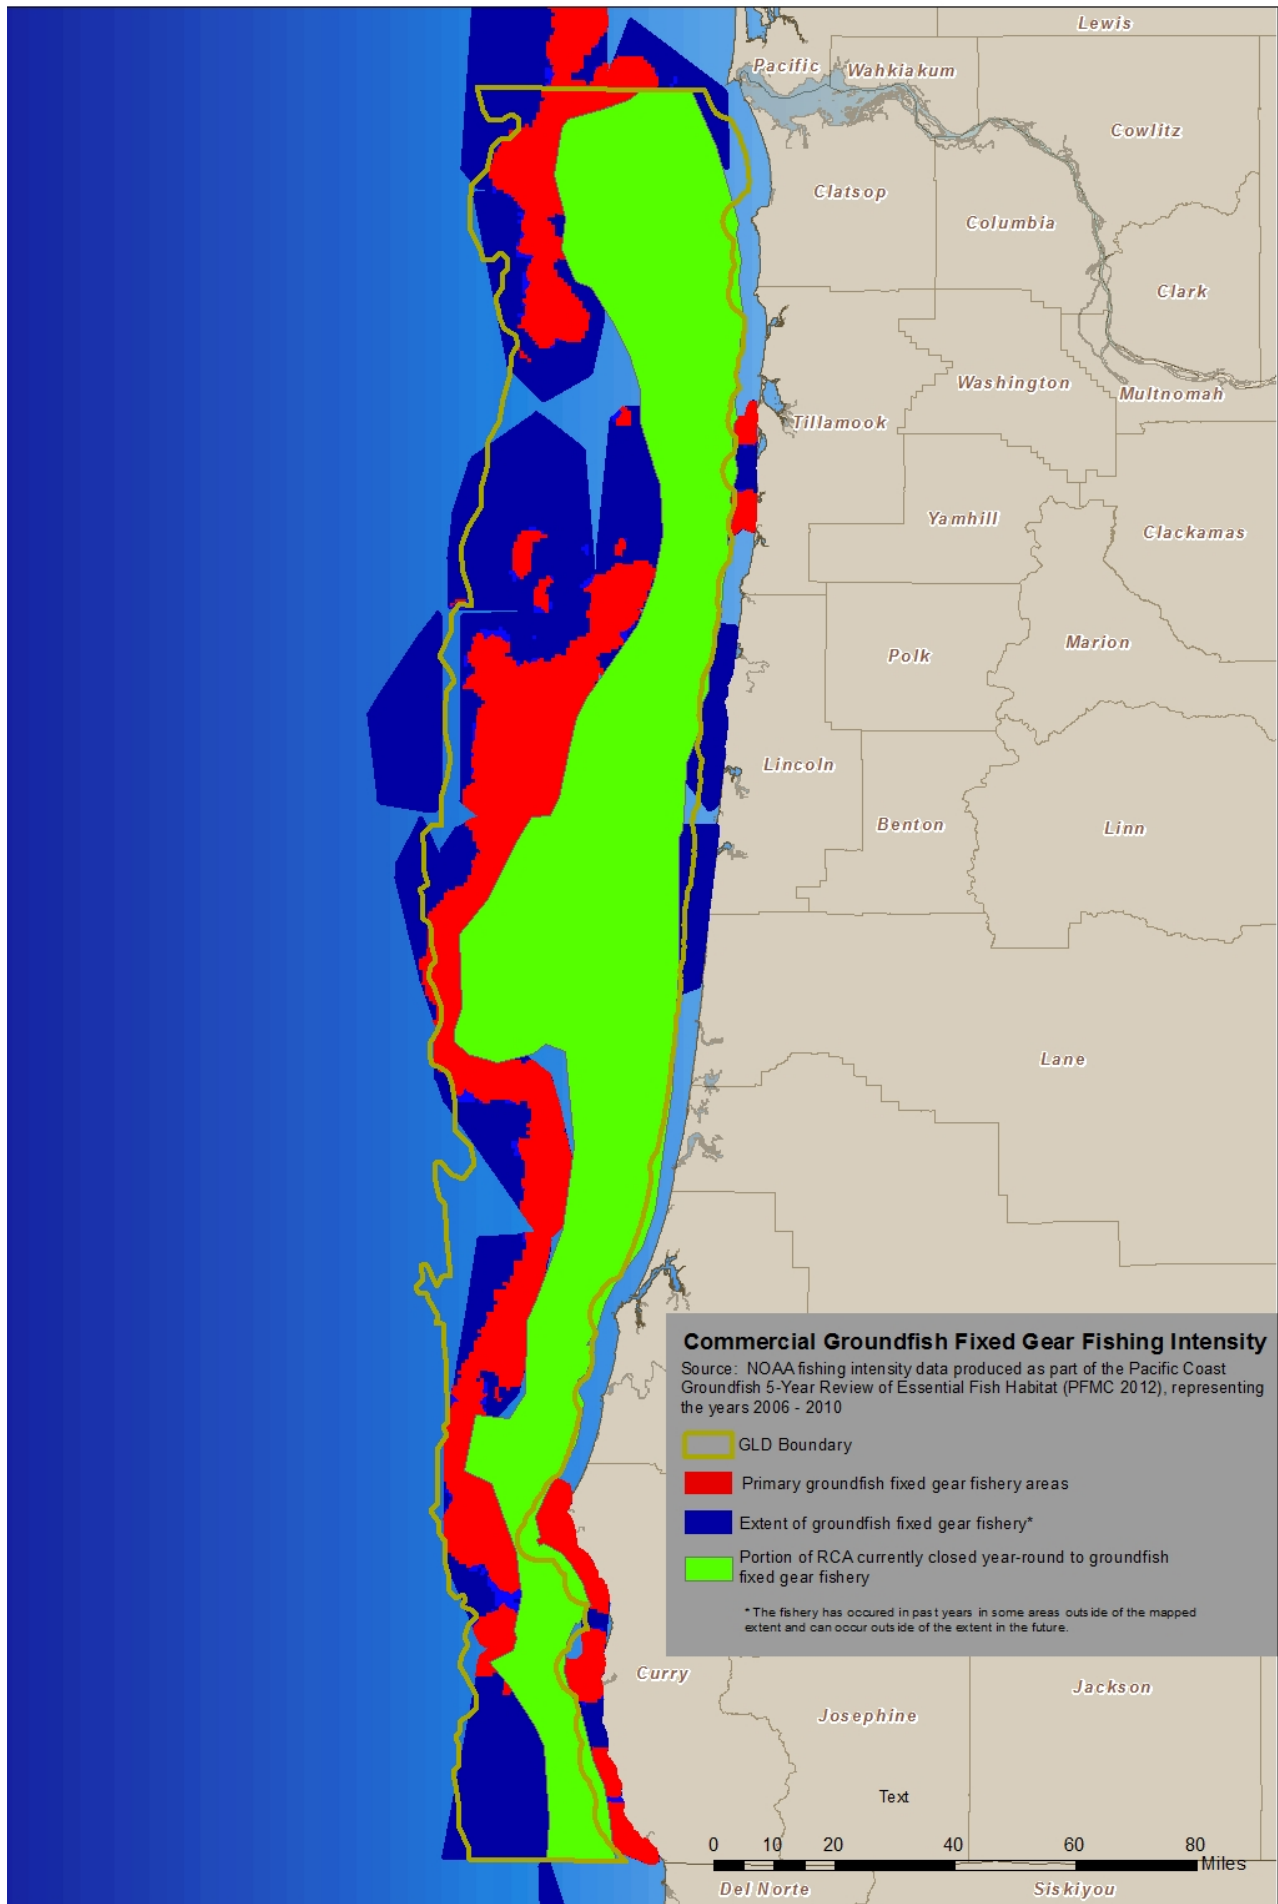 Lewis
Pacific
Wahkiakum
Cowlitz
Clatsop
Columbia
Clark
Washington
Multnomah
Tillamook
Yamhill
Clackamas
Marion
Polk
Lincoln
Benton
Linn
Lane
Commercial Groundfish Fixed Gear Fishing Intensity
Source: NOAA fishing intensity data produced as part of the Pacific Coast
Groundfish 5-Year Review of Essential Fish Habitat (PFMC 2012), representing
the years 2006 - 2010
GLD Boundary
Primary groundfish fixed gear fishery areas
Extent of groundfish fixed gear fishery*
Portion of RCA currently closed year-round to groundfish
fixed gear fishery
* The fishery has occured in past years in some areas outside of the mapped
extent and can occur outside of the extent in the future.
Curry
Jackson
Josephine
Text
0 10 20 40 60 80
Miles
Del Norte
Siskiyou